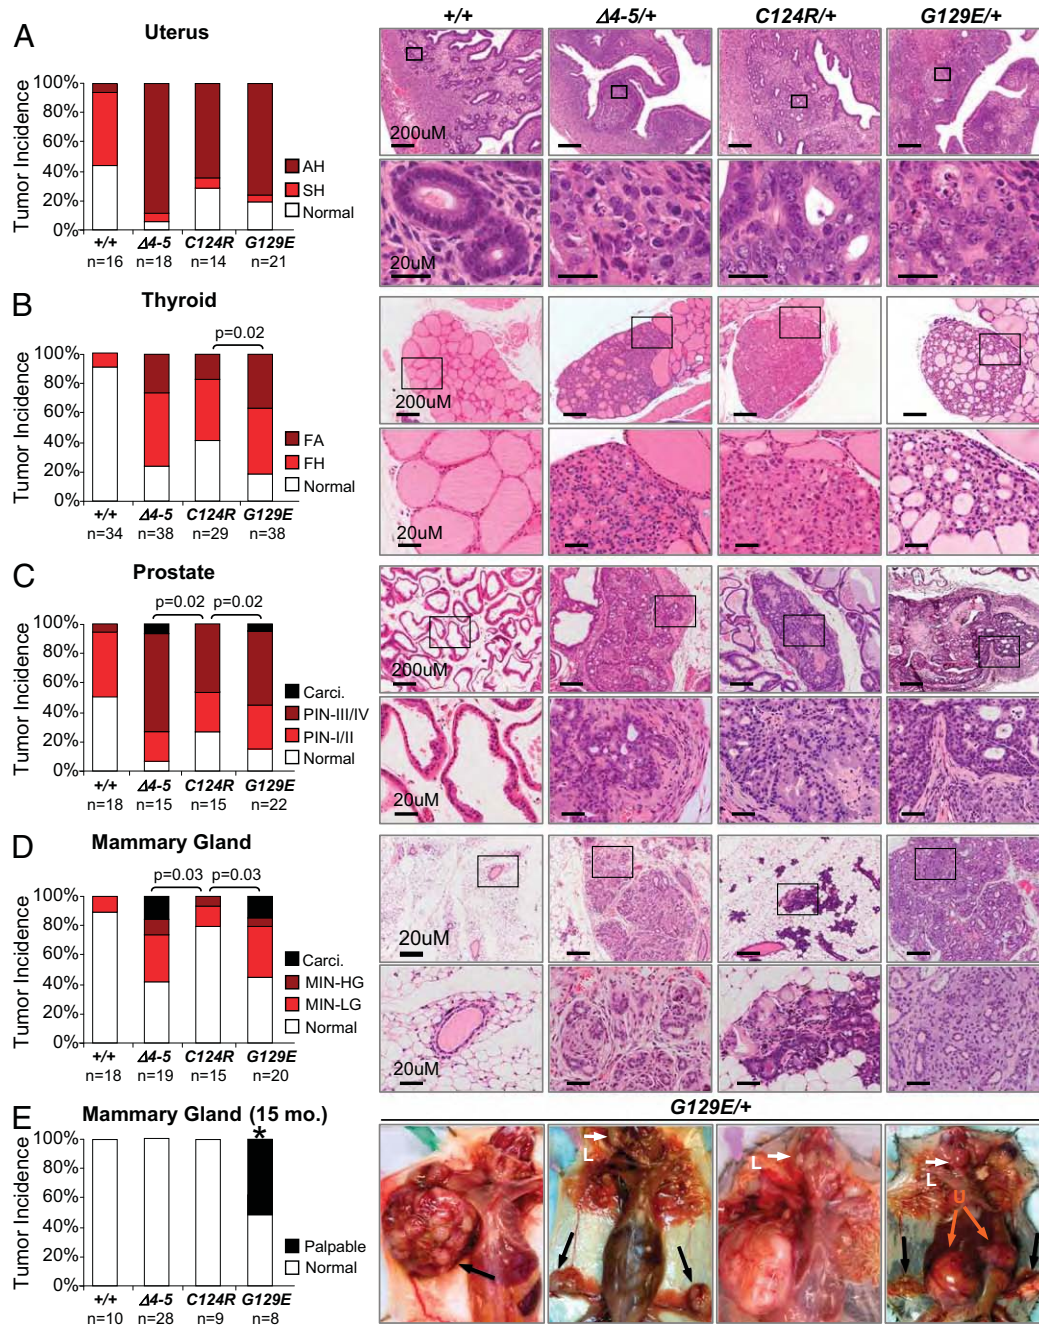 +/+ Δ4-5/+ C124R/+ G129E/+
A Uterus
Tumor Incidence
100%
80%
60%
40%
20%
0%
AH
SH
Normal
+/+ Δ4-5 C124R G129E
n=16 n=18 n=14 n=21
200uM
20uM
B Thyroid
p=0.02
Tumor Incidence
100%
80%
60%
40%
20%
0%
FA
FH
Normal
+/+ Δ4-5 C124R G129E
n=34 n=38 n=29 n=38
200uM
20uM
C Prostate
p=0.02 p=0.02
Tumor Incidence
100%
80%
60%
40%
20%
0%
Carci.
PIN-III/IV
PIN-I/II
Normal
+/+ Δ4-5 C124R G129E
n=18 n=15 n=15 n=22
200uM
20uM
D Mammary Gland
p=0.03 p=0.03
Tumor Incidence
100%
80%
60%
40%
20%
0%
Carci.
MIN-HG
MIN-LG
Normal
+/+ Δ4-5 C124R G129E
n=18 n=19 n=15 n=20
20uM
20uM
E Mammary Gland (15 mo.)
*
Tumor Incidence
100%
80%
60%
40%
20%
0%
Palpable
Normal
+/+ Δ4-5 C124R G129E
n=10 n=28 n=9 n=8
G129E/+
L L L
U